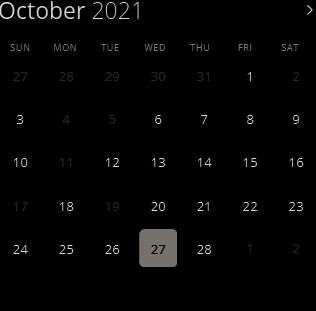 October 2021
SUN MON TUE WED THU FRI SAT
27 28 29 30 31 1 2
3 4 5 6 7 8 9
10 11 12 13 14 15 16
17 18 19 20 21 22 23
24 25 26 27 28 1 2